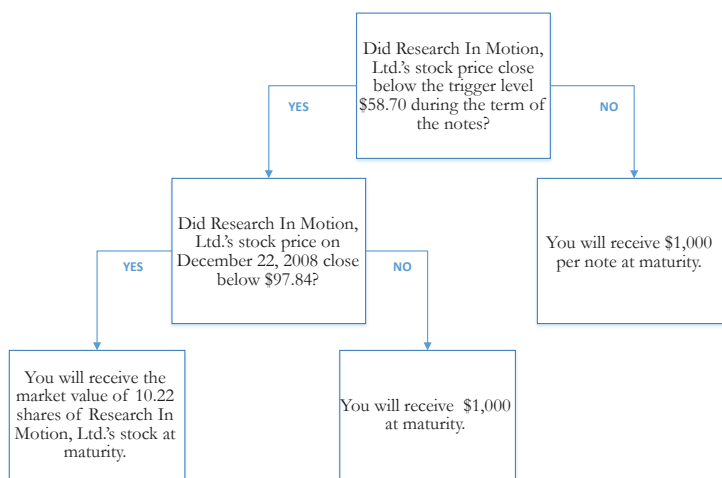 Did Research In Motion,
Ltd.'s stock price close
below the trigger level
$58.70 during the term of
the notes?
YES
NO
Did Research In Motion,
Ltd.'s stock price on
December 22, 2008 close
below $97.84?
You will receive $1,000
per note at maturity.
YES
NO
You will receive the
market value of 10.22
shares of Research In
Motion, Ltd.'s stock at
maturity.
You will receive $1,000
at maturity.